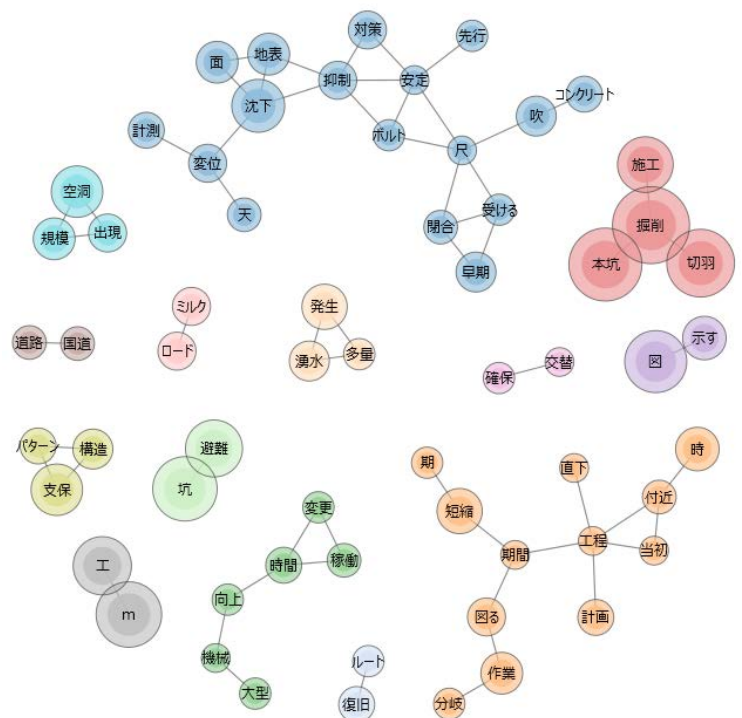 対策
先行
面
地表
抑制
安定
沈下
コンクリート
吹
計測
ボルト
尺
変位
施工
空洞
天
閉合
受ける
掘削
規模
出現
早期
本坑
切羽
ミルク
発生
道路
国道
ロード
湧水
多量
示す
図
確保
交替
パターン
構造
避難
支保
坑
期
時
直下
変更
短縮
付近
工
時間
稼働
期間
工程
当初
m
向上
図る
計画
機械
ルート
作業
大型
復旧
分岐